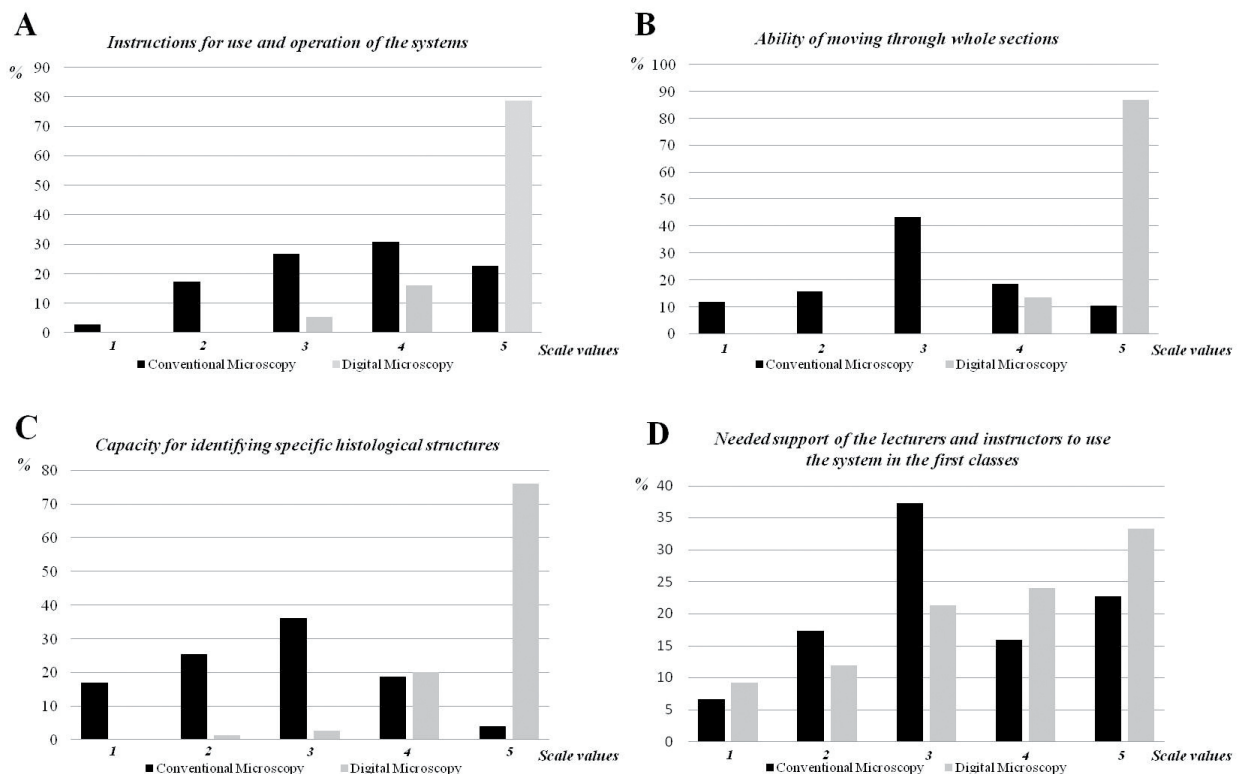 A
Instructions for use and operation of the systems
%
90
80
70
60
50
40
30
20
10
0
1 2 3 4 5 Scale values
Conventional Microscopy Digital Microscopy
B
Ability of moving through whole sections
%
100
90
80
70
60
50
40
30
20
10
0
1 2 3 4 5 Scale values
Conventional Microscopy Digital Microscopy
C
Capacity for identifying specific histological structures
%
80
70
60
50
40
30
20
10
0
1 2 3 4 5 Scale values
Conventional Microscopy Digital Microscopy
D
Needed support of the lecturers and instructors to use
the system in the first classes
%
40
35
30
25
20
15
10
5
0
1 2 3 4 5 Scale values
Conventional Microscopy Digital Microscopy